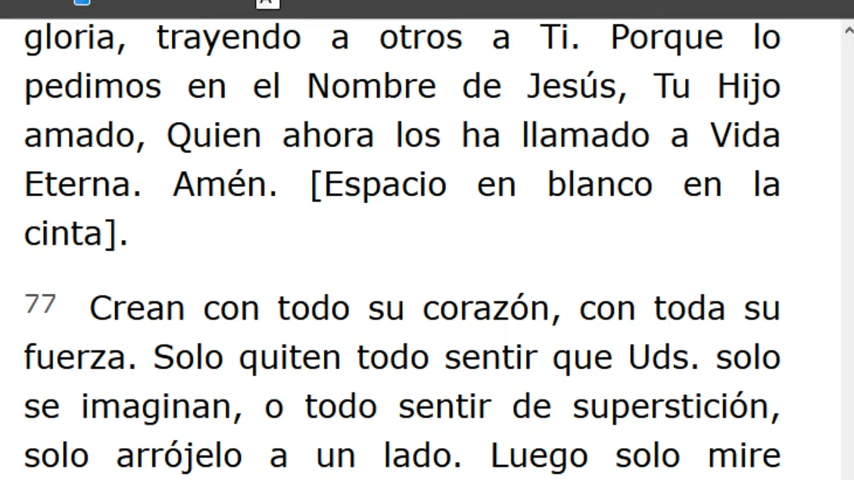 gloria, trayendo a otros a Ti. Porque lo
pedimos en el Nombre de Jesús, Tu Hijo
amado, Quien ahora los ha llamado a Vida
Eterna. Amén. [Espacio en blanco en la
cinta].
77 Crean con todo su corazón, con toda su
fuerza. Solo quiten todo sentir que Uds. solo
se imaginan, o todo sentir de superstición,
solo arrójelo a un lado. Luego solo mire